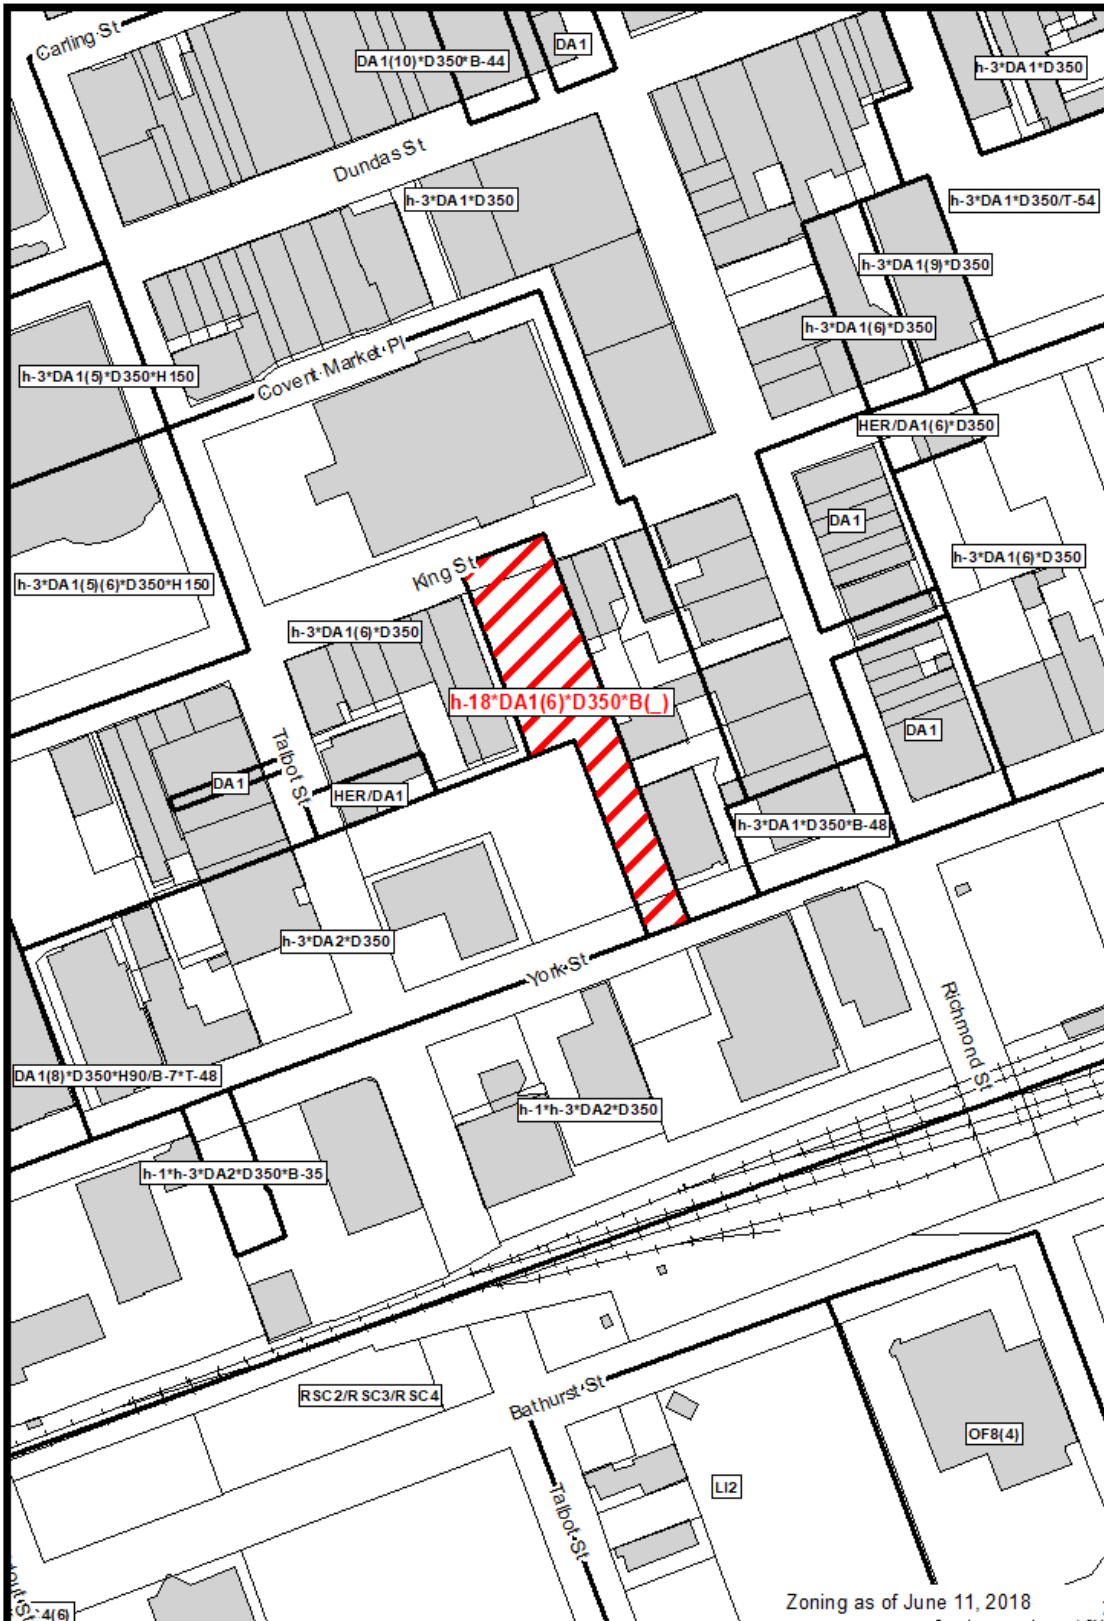 Carling St
DA1(10)*D350*B-44
DA1
h-3*DA1*D350
Dundas St
h-3*DA1*D350
h-3*DA1*D350/T-54
h-3*DA1(9)*D350
h-3*DA1(6)*D350
h-3*DA1(5)*D350*H150
Covent Market Pl
HER/DA1(6)*D350
DA1
h-3*DA1(6)*D350
King St
h-3*DA1(5)(6)*D350*H150
h-3*DA1(6)*D350
h-18*DA1(6)*D350*B(_)
DA1
Talbot St
DA1
HER/DA1
h-3*DA1*D350*B-48
h-3*DA2*D350
York St
Richmond St
DA1(8)*D350*H90/B-7*T-48
h-1*h-3*DA2*D350
h-1*h-3*DA2*D350*B-35
RSC2/RSC3/RSC4
Bathurst St
OF8(4)
LI2
Talbot St
Zoning as of June 11, 2018
4(6)